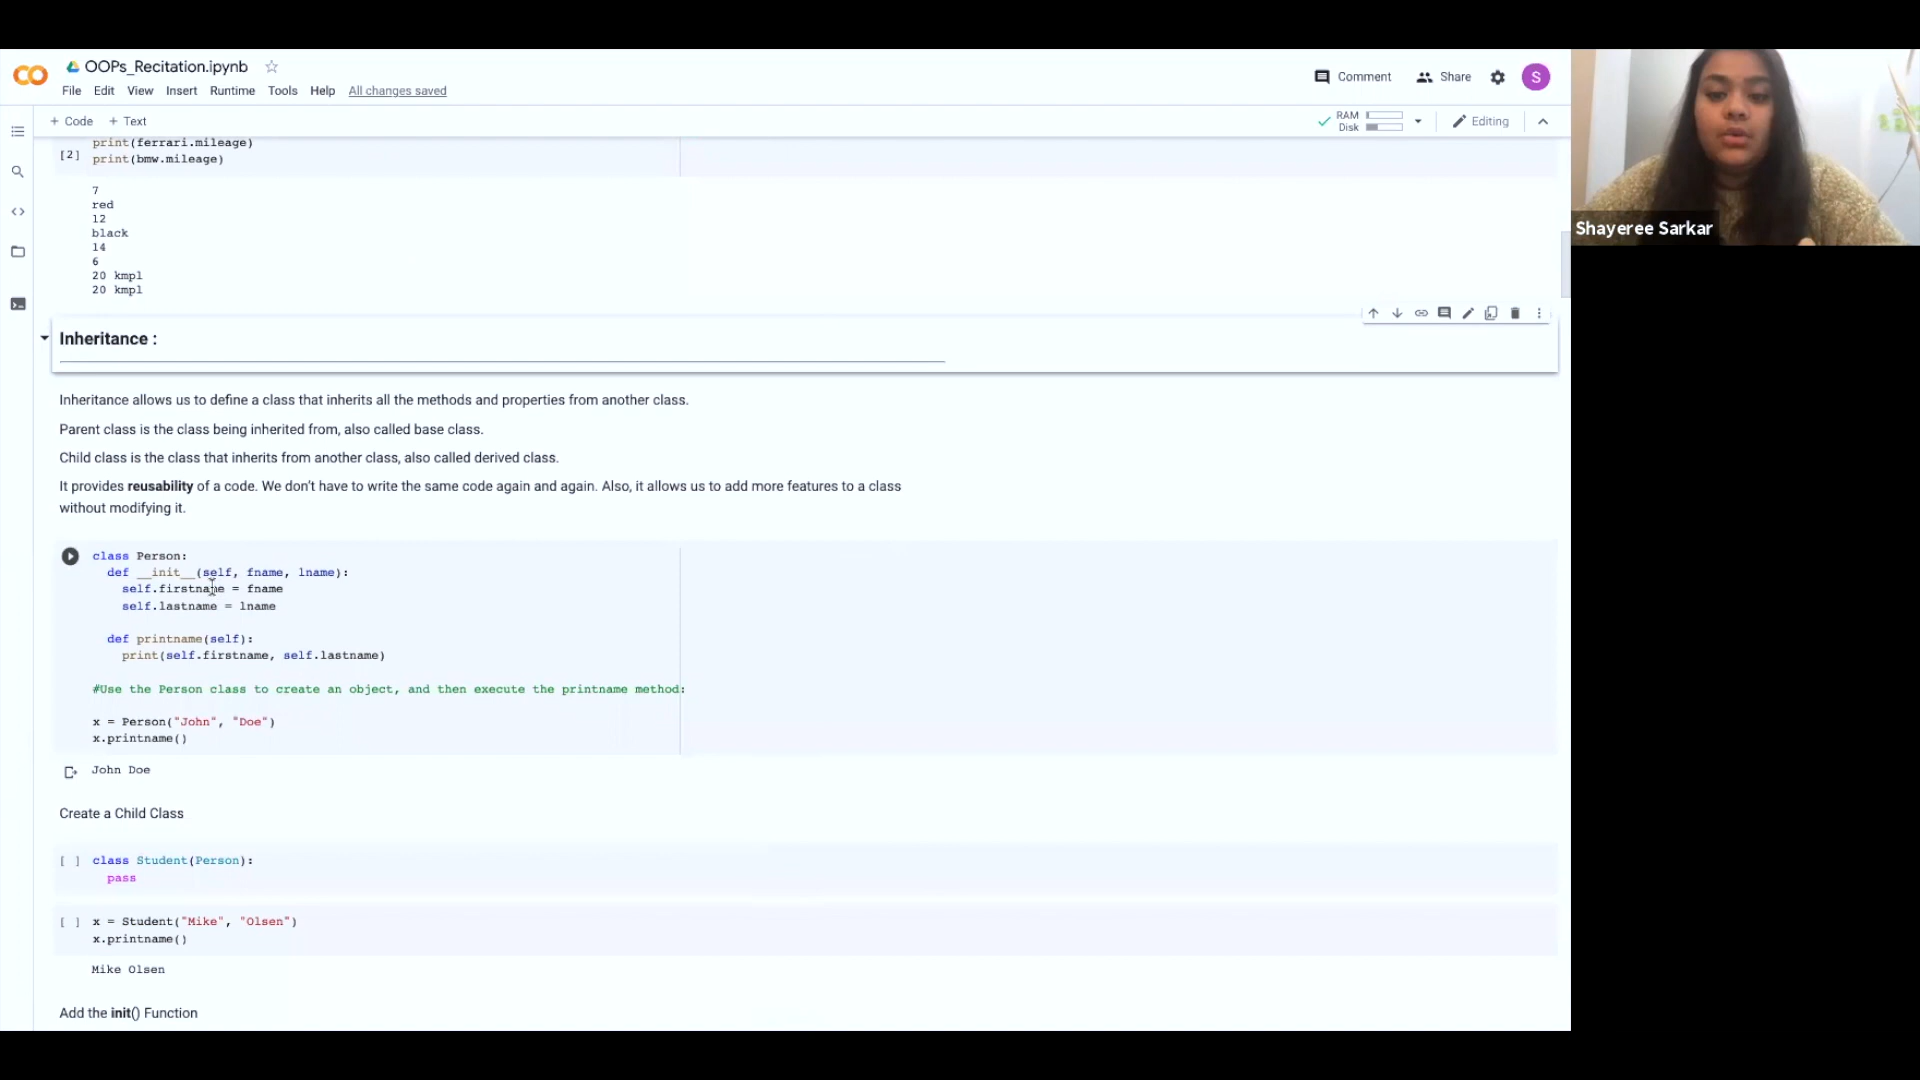 OOPs_Recitation.ipynb
Comment
Share
S
File Edit View Insert Runtime Tools Help All changes saved
+ Code + Text
RAM
Disk
Editing
print(ferrari.mileage)
[2] print(bmw.mileage)
7
red
12
black
14
6
20 kmpl
20 kmpl
Inheritance :
Inheritance allows us to define a class that inherits all the methods and properties from another class.
Parent class is the class being inherited from, also called base class.
Child class is the class that inherits from another class, also called derived class.
It provides reusability of a code. We don't have to write the same code again and again. Also, it allows us to add more features to a class
without modifying it.
class Person:
def __init__(self, fname, lname):
self.firstname = fname
self.lastname = lname
def printname(self):
print(self.firstname, self.lastname)
#Use the Person class to create an object, and then execute the printname method:
x = Person("John", "Doe")
x.printname()
John Doe
Create a Child Class
[ ] class Student(Person):
pass
[ ] x = Student("Mike", "Olsen")
x.printname()
Mike Olsen
Add the init() Function
Shayeree Sarkar